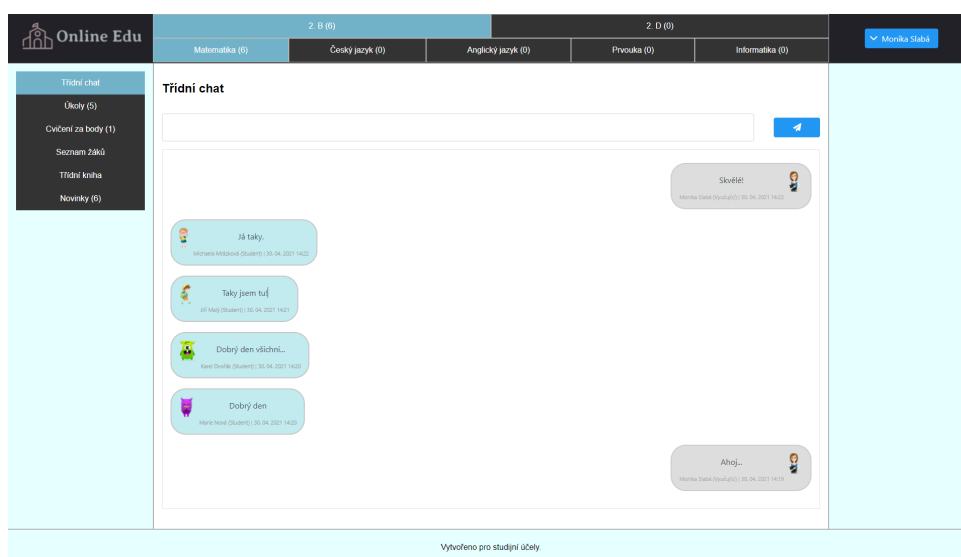 Online Edu
2. B (6)
2. D (0)
Matematika (6)
Český jazyk (0)
Anglický jazyk (0)
Prvouka (0)
Informatika (0)
Monika Slabá
Třídní chat
Úkoly (5)
Cvičení za body (1)
Seznam žáků
Třídní kniha
Novinky (6)
Třídní chat
Skvělé!
Monika Slabá (Vyučující) | 30. 04. 2021 14:22
Já taky.
Michaela Mrázková (Student) | 30. 04. 2021 14:22
Taky jsem tu!
Jiří Malý (Student) | 30. 04. 2021 14:21
Dobrý den všichni...
Karel Dvořák (Student) | 30. 04. 2021 14:20
Dobrý den
Marie Nová (Student) | 30. 04. 2021 14:20
Ahoj...
Monika Slabá (Vyučující) | 30. 04. 2021 14:19
Vytvořeno pro studijní účely.